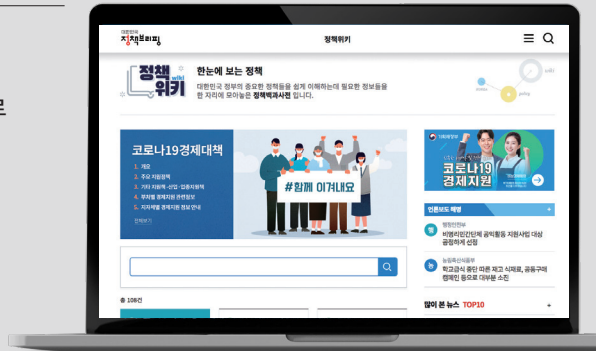 로
대한민국
정책브리핑
정책위키
정책 wiki
위키
한눈에 보는 정책
대한민국 정부의 중요한 정책들을 쉽게 이해하는데 필요한 정보들을
한 자리에 모아놓은 정책백과사전 입니다.
wiki
policy
코로나19경제대책
1. 개요
2. 주요 지원정책
3. 기타 지원책 -산업·업종지원책
4. 부처별 경제지원 관련정보
5. 지자체별 경제지원 정보 안내
전체보기
#함께 이겨내요
기획재정부
코로나19
경제지원
언론보도 해명 +
행
행정안전부
비영리민간단체 공익활동 지원사업 대상
공정하게 선정
농
농림축산식품부
학교급식 중단 따른 재고 식재료, 공동구매
캠페인 등으로 대부분 소진
총 108건
많이 본 뉴스 TOP10 +